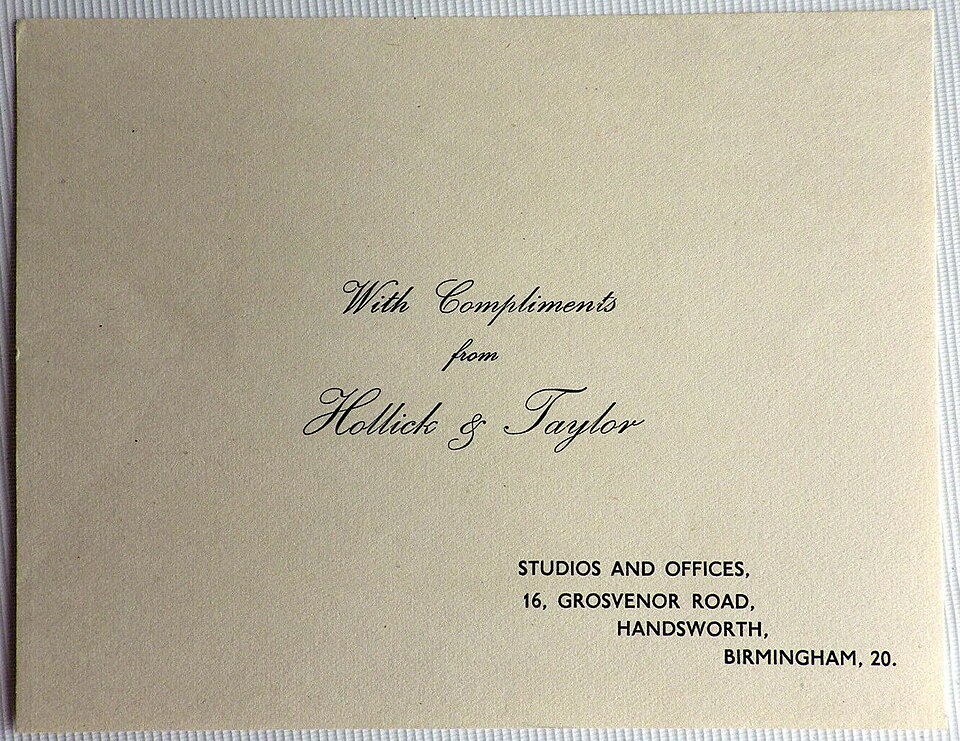 With Compliments
from
Hollick & Taylor
STUDIOS AND OFFICES,
16, GROSVENOR ROAD,
HANDSWORTH,
BIRMINGHAM, 20.